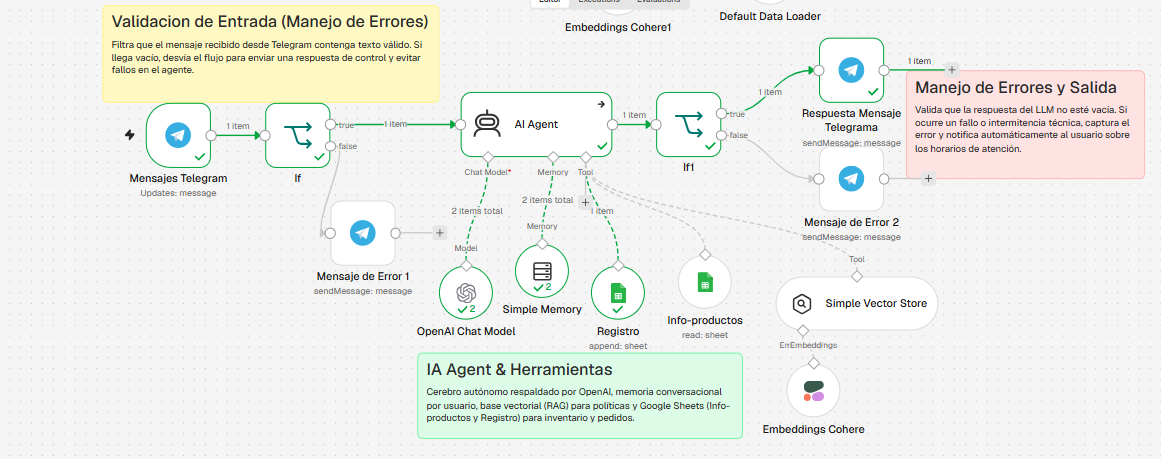 Editor
Executions
Evaluations
Default Data Loader
Embeddings Cohere1
Validacion de Entrada (Manejo de Errores)
Filtra que el mensaje recibido desde Telegram contenga texto válido. Si
llega vacío, desvía el flujo para enviar una respuesta de control y evitar
fallos en el agente.
1 item
Manejo de Errores y Salida
Valida que la respuesta del LLM no esté vacía. Si
ocurre un fallo o intermitencia técnica, captura el
error y notifica automáticamente al usuario sobre
los horarios de atención.
1 item
Respuesta Mensaje
Telegrama
sendMessage: message
1 item
true
false
1 item
AI Agent
1 item
true
false
Mensajes Telegram
Updates: message
If
If1
Chat Model*
Memory
Tool
2 items total
2 items total
1 item
Mensaje de Error 2
sendMessage: message
Model
Memory
Tool
Mensaje de Error 1
sendMessage: message
2
2
Simple Memory
OpenAI Chat Model
Registro
append: sheet
Info-productos
read: sheet
Simple Vector Store
Embeddings
Embeddings Cohere
IA Agent & Herramientas
Cerebro autónomo respaldado por OpenAI, memoria conversacional
por usuario, base vectorial (RAG) para políticas y Google Sheets (Info-
productos y Registro) para inventario y pedidos.